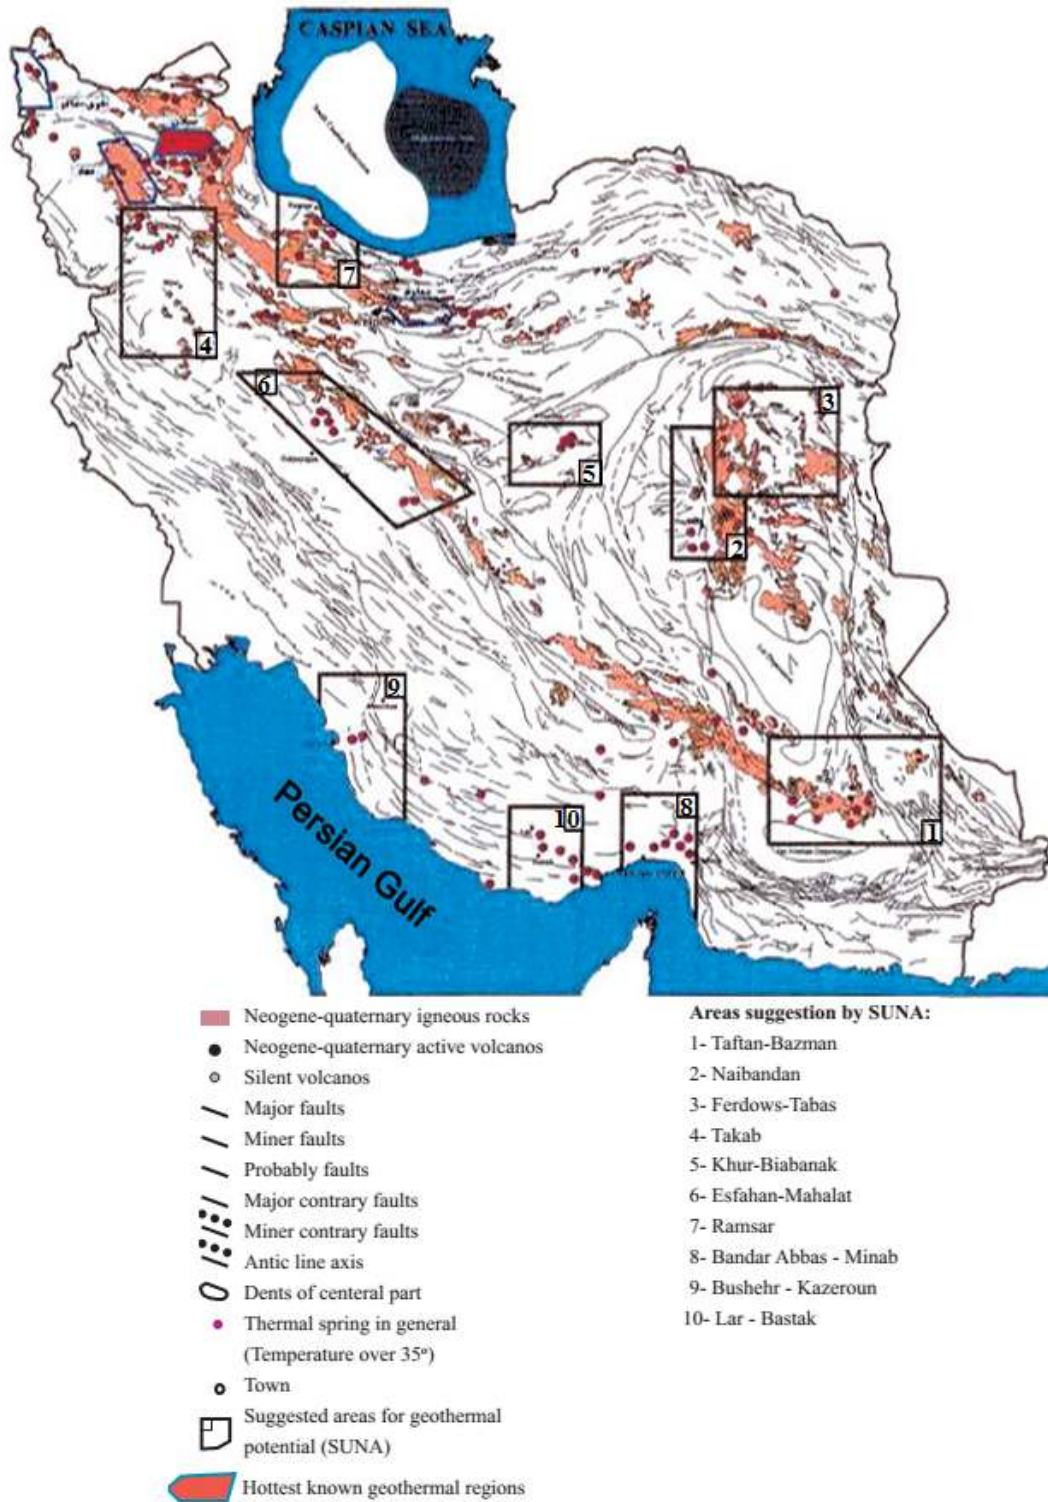 CASPIAN SEA
7
4
6
3
5
2
9
10
8
1
Persian Gulf
Neogene-quaternary igneous rocks
Neogene-quaternary active volcanos
Silent volcanos
Major faults
Miner faults
Probably faults
Major contrary faults
Miner contrary faults
Antic line axis
Dents of centeral part
Thermal spring in general
(Temperature over 35º)
Town
Suggested areas for geothermal
potential (SUNA)
Hottest known geothermal regions
Areas suggestion by SUNA:
1- Taftan-Bazman
2- Naibandan
3- Ferdows-Tabas
4- Takab
5- Khur-Biabanak
6- Esfahan-Mahalat
7- Ramsar
8- Bandar Abbas - Minab
9- Bushehr - Kazeroun
10- Lar - Bastak